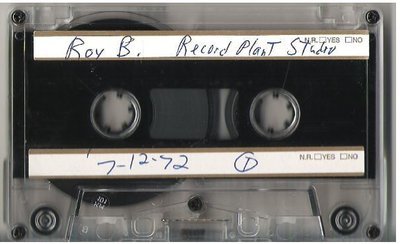 Roy B. Record Plant Studio
N.R. ☐YES ☐NO
7-12-72 ①
N.R. ☐YES ☐NO